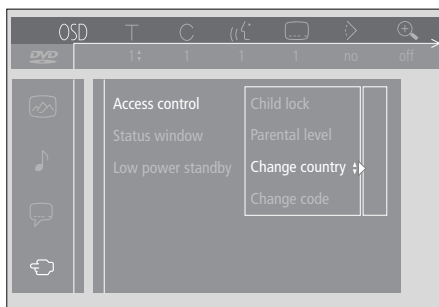 OSD T C
DVD 1 1 1 1 no off
Access control Child lock
Status window Parental level
Low power standby Change country
Change code